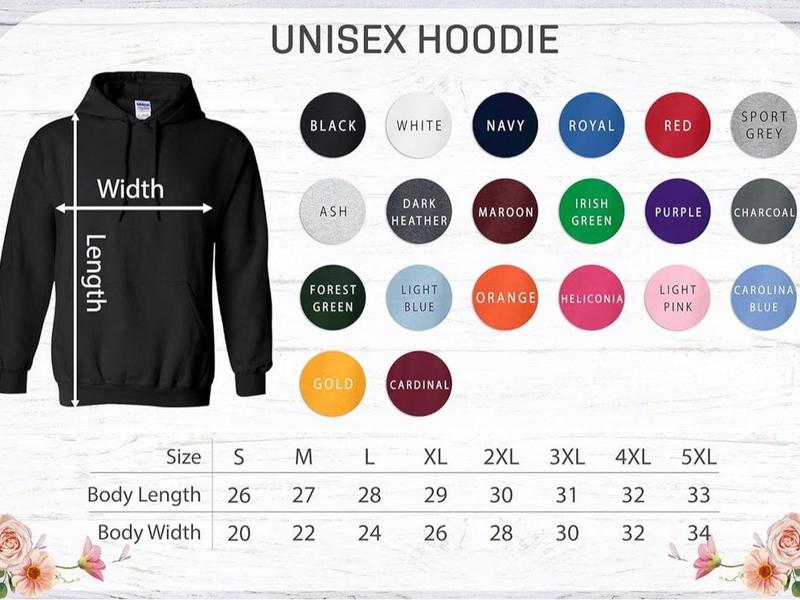 UNISEX HOODIE
Width
Length
BLACK
WHITE
NAVY
ROYAL
RED
SPORT
GREY
ASH
DARK
HEATHER
MAROON
IRISH
GREEN
PURPLE
CHARCOAL
FOREST
GREEN
LIGHT
BLUE
ORANGE
HELICONIA
LIGHT
PINK
CAROLINA
BLUE
GOLD
CARDINAL
Size S M L XL 2XL 3XL 4XL 5XL
Body Length 26 27 28 29 30 31 32 33
Body Width 20 22 24 26 28 30 32 34